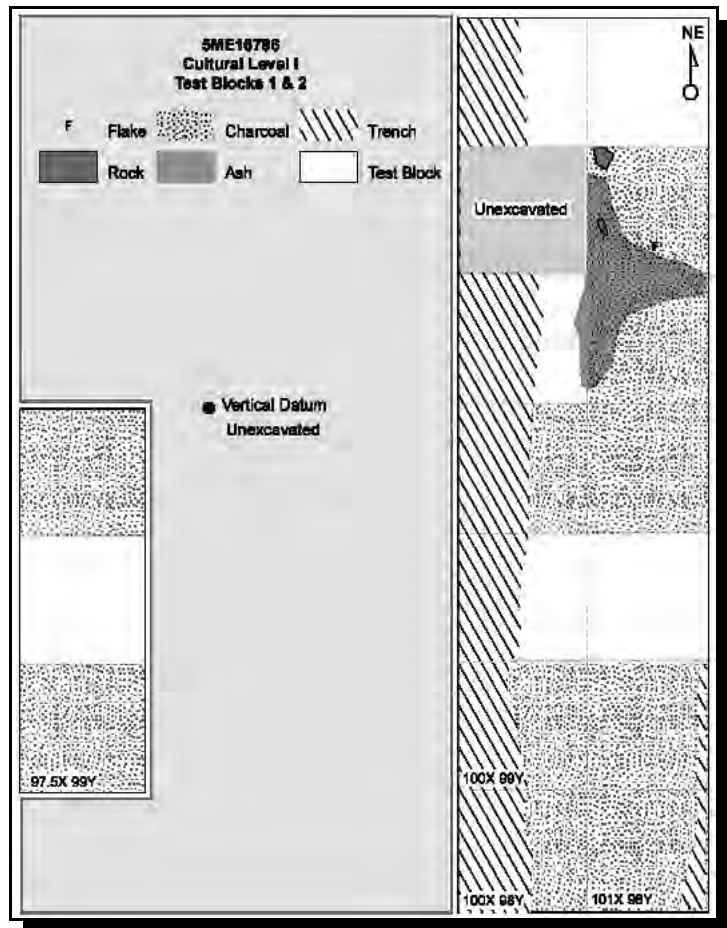 5ME16786
Cultural Level I
Test Blocks 1 & 2
F Flake Charcoal Trench
Rock Ash Test Block
NE
Unexcavated
F
Vertical Datum
Unexcavated
97.5X 99Y
100X 99Y
100X 98Y
101X 98Y